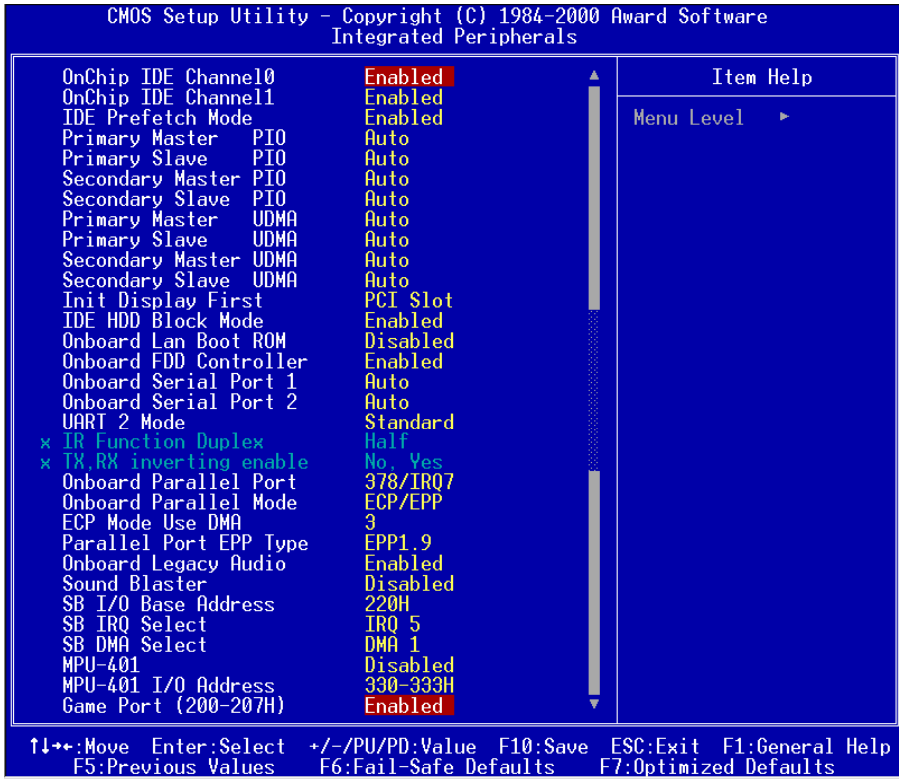 CMOS Setup Utility - Copyright (C) 1984-2000 Award Software
Integrated Peripherals
OnChip IDE Channel0 Enabled
OnChip IDE Channel1 Enabled
IDE Prefetch Mode Enabled
Primary Master PIO Auto
Primary Slave PIO Auto
Secondary Master PIO Auto
Secondary Slave PIO Auto
Primary Master UDMA Auto
Primary Slave UDMA Auto
Secondary Master UDMA Auto
Secondary Slave UDMA Auto
Init Display First PCI Slot
IDE HDD Block Mode Enabled
Onboard Lan Boot ROM Disabled
Onboard FDD Controller Enabled
Onboard Serial Port 1 Auto
Onboard Serial Port 2 Auto
UART 2 Mode Standard
x IR Function Duplex Half
x TX,RX inverting enable No, Yes
Onboard Parallel Port 378/IRQ7
Onboard Parallel Mode ECP/EPP
ECP Mode Use DMA 3
Parallel Port EPP Type EPP1.9
Onboard Legacy Audio Enabled
Sound Blaster Disabled
SB I/O Base Address 220H
SB IRQ Select IRQ 5
SB DMA Select DMA 1
MPU-401 Disabled
MPU-401 I/O Address 330-333H
Game Port (200-207H) Enabled
Item Help
Menu Level ►
↑↓→←:Move Enter:Select +/-/PU/PD:Value F10:Save ESC:Exit F1:General Help
F5:Previous Values F6:Fail-Safe Defaults F7:Optimized Defaults